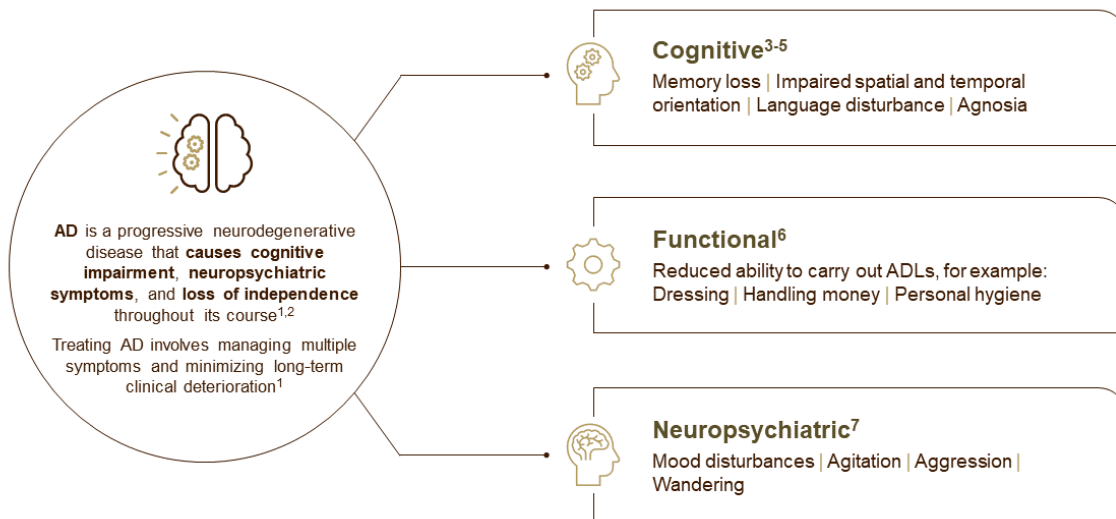 AD is a progressive neurodegenerative
disease that causes cognitive
impairment, neuropsychiatric
symptoms, and loss of independence
throughout its course1,2
Treating AD involves managing multiple
symptoms and minimizing long-term
clinical deterioration1
Cognitive3-5
Memory loss | Impaired spatial and temporal
orientation | Language disturbance | Agnosia
Functional6
Reduced ability to carry out ADLs, for example:
Dressing | Handling money | Personal hygiene
Neuropsychiatric7
Mood disturbances | Agitation | Aggression |
Wandering